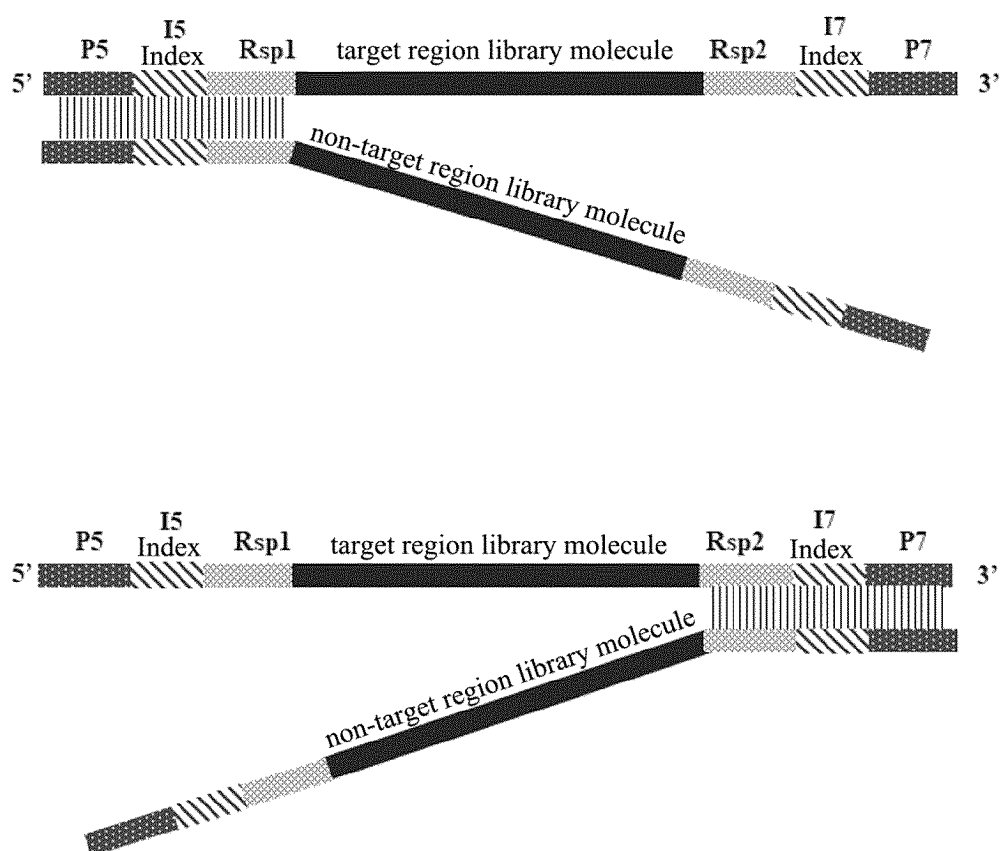 P5 I5 Rsp1 target region library molecule Rsp2 I7 P7
Index Index
5’ 3’
non-target region library molecule
P5 I5 Rsp1 target region library molecule Rsp2 I7 P7
Index Index
5’ 3’
non-target region library molecule